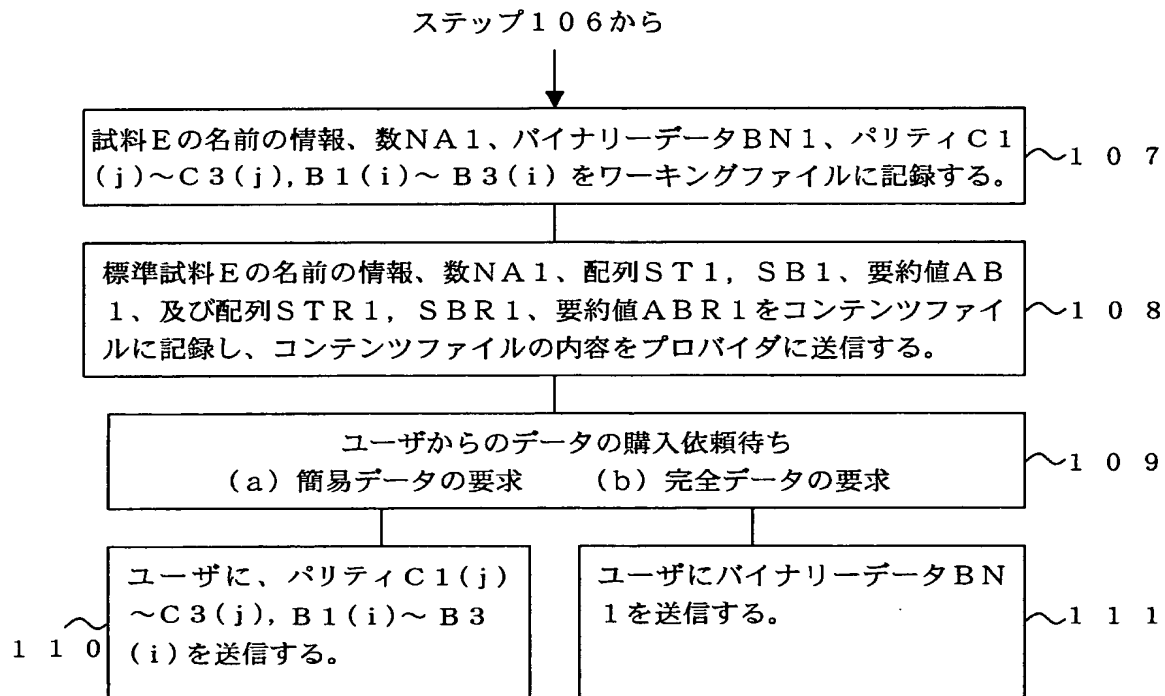 ステップ106から
試料Eの名前の情報、数NA1、バイナリーデータBN1、パリティC1
(j)～C3(j),B1(i)～B3(i)をワーキングファイルに記録する。
107
標準試料Eの名前の情報、数NA1、配列ST1,SB1、要約値AB
1、及び配列STR1,SBR1、要約値ABR1をコンテンツファイ
ルに記録し、コンテンツファイルの内容をプロバイダに送信する。
108
ユーザからのデータの購入依頼待ち
(a)簡易データの要求 (b)完全データの要求
109
ユーザに、パリティC1(j)
～C3(j),B1(i)～B3
(i)を送信する。
110
ユーザにバイナリーデータBN
1を送信する。
111